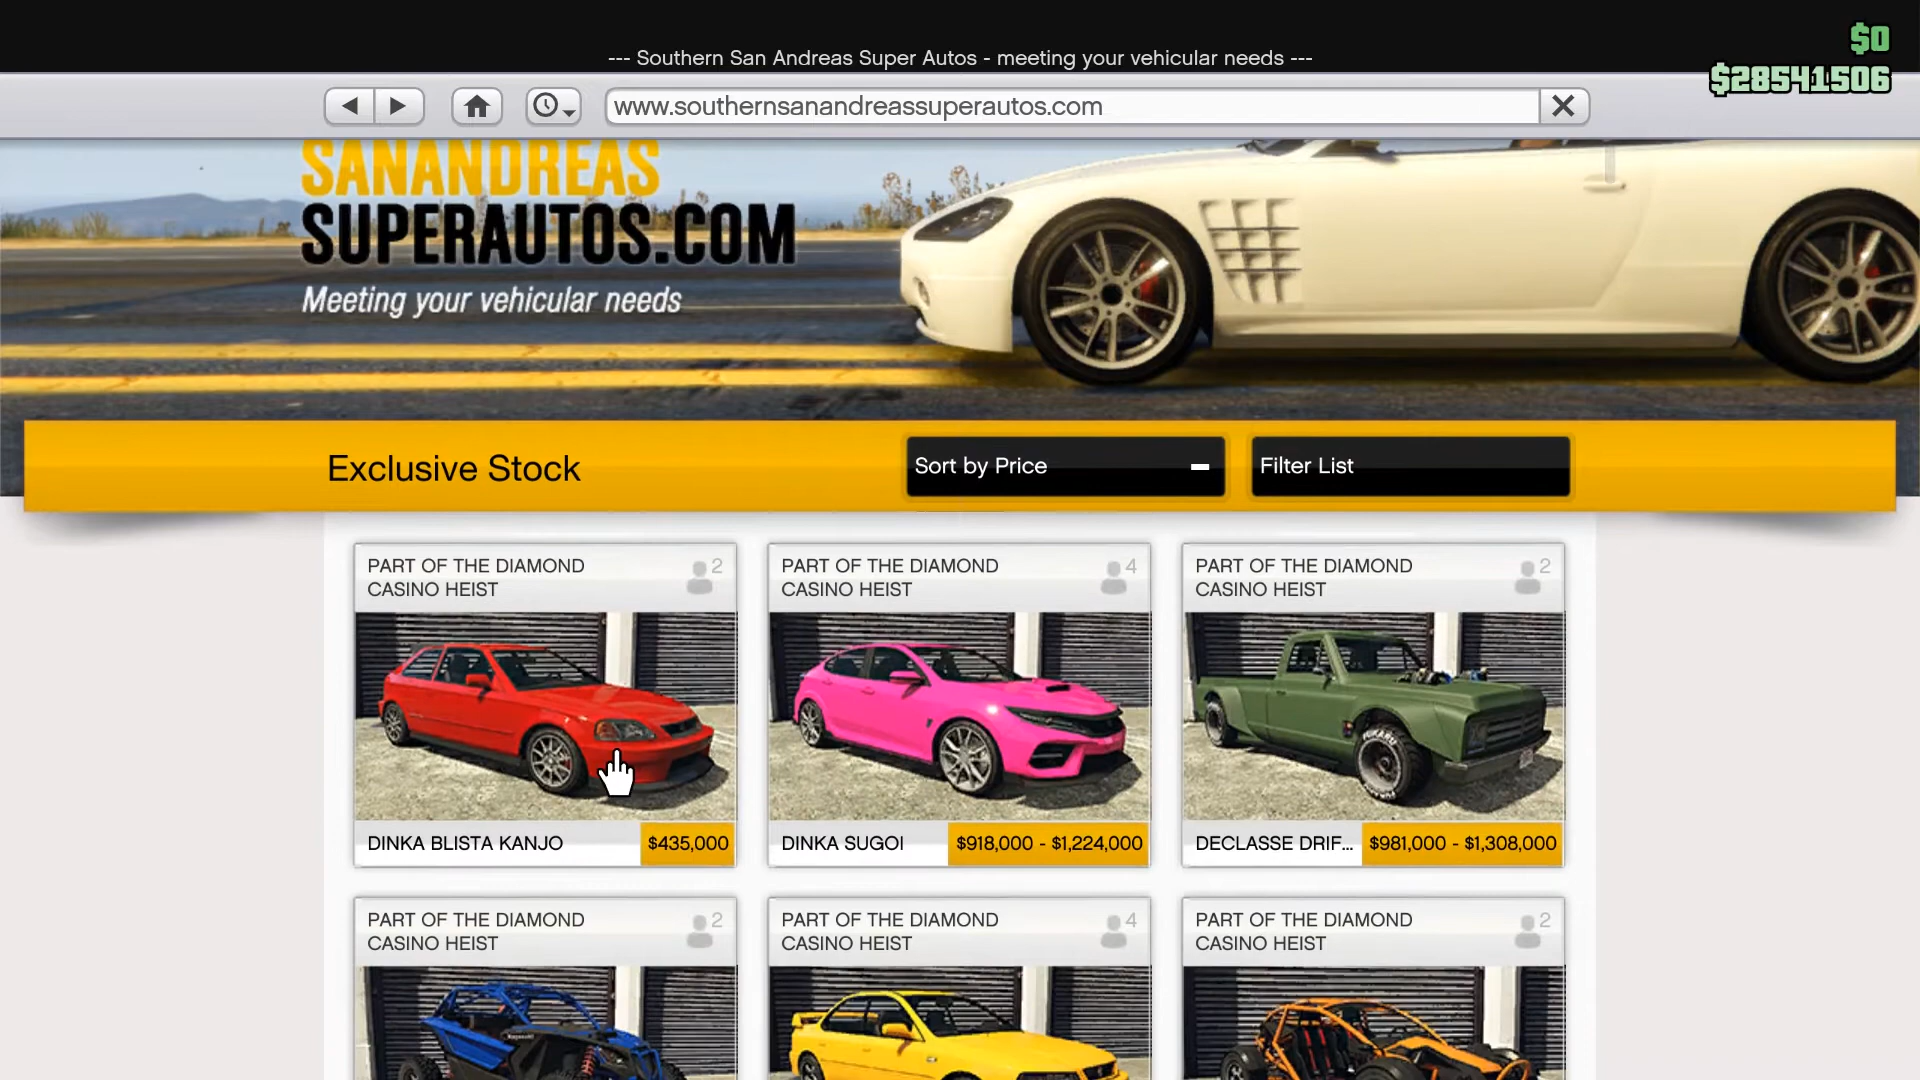 --- Southern San Andreas Super Autos - meeting your vehicular needs ---
$0
$28541506
www.southernsanandreassuperautos.com
SANANDREAS
SUPERAUTOS.COM
Meeting your vehicular needs
Exclusive Stock
Sort by Price
Filter List
PART OF THE DIAMOND
CASINO HEIST
2
PART OF THE DIAMOND
CASINO HEIST
4
PART OF THE DIAMOND
CASINO HEIST
2
DINKA BLISTA KANJO
$435,000
DINKA SUGOI
$918,000 - $1,224,000
DECLASSE DRIF...
$981,000 - $1,308,000
PART OF THE DIAMOND
CASINO HEIST
2
PART OF THE DIAMOND
CASINO HEIST
4
PART OF THE DIAMOND
CASINO HEIST
2